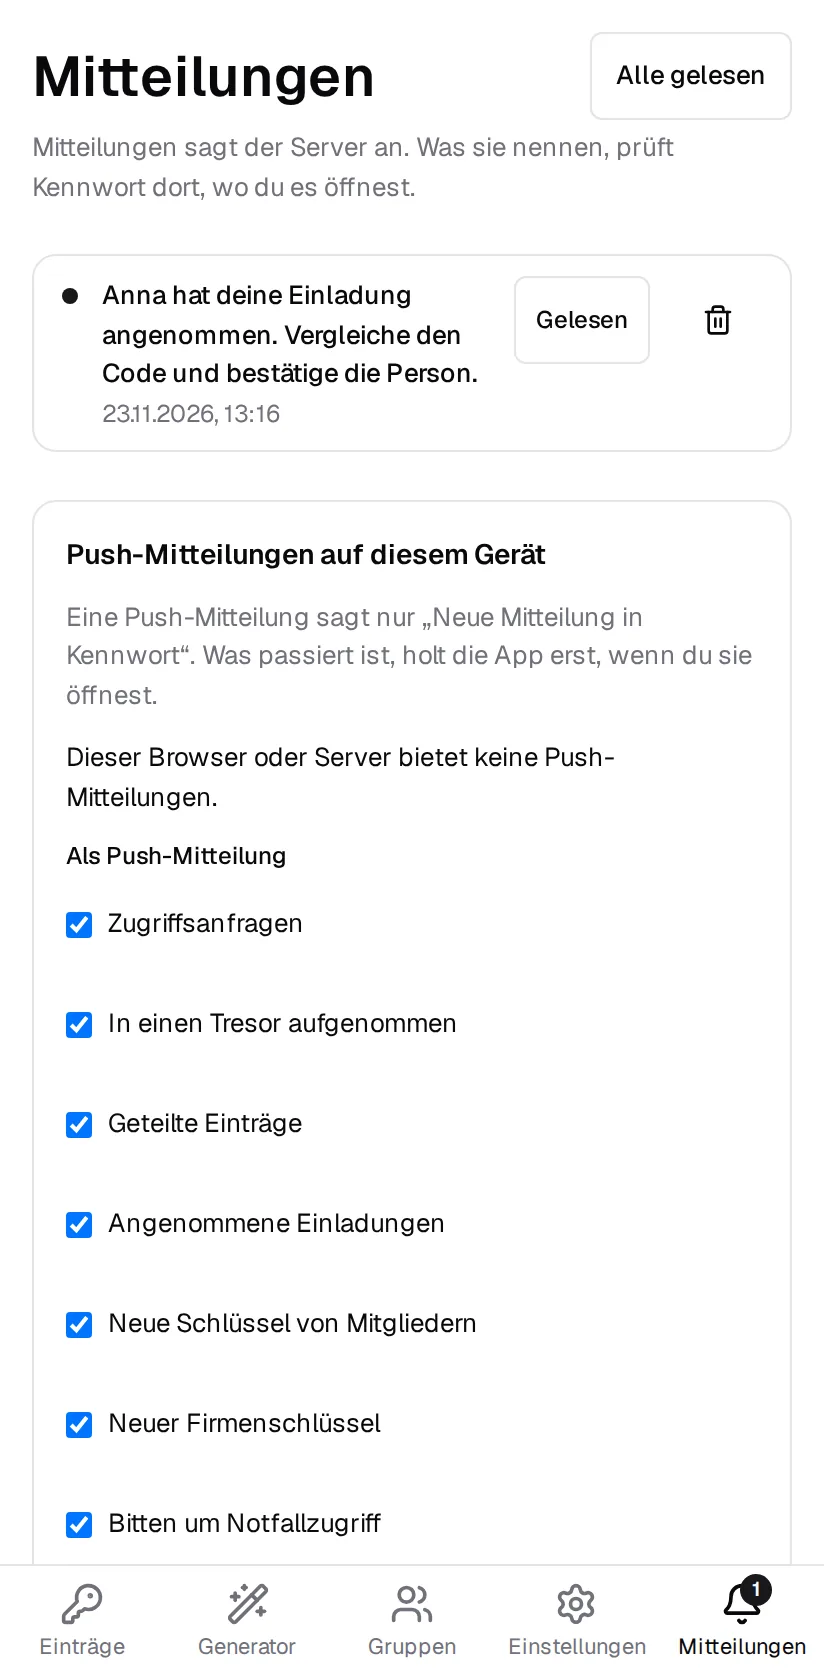 Mitteilungen
Alle gelesen
Mitteilungen sagt der Server an. Was sie nennen, prüft
Kennwort dort, wo du es öffnest.
Anna hat deine Einladung
angenommen. Vergleiche den
Code und bestätige die Person.
23.11.2026, 13:16
Gelesen
Push-Mitteilungen auf diesem Gerät
Eine Push-Mitteilung sagt nur „Neue Mitteilung in
Kennwort“. Was passiert ist, holt die App erst, wenn du sie
öffnest.
Dieser Browser oder Server bietet keine Push-
Mitteilungen.
Als Push-Mitteilung
Zugriffsanfragen
In einen Tresor aufgenommen
Geteilte Einträge
Angenommene Einladungen
Neue Schlüssel von Mitgliedern
Neuer Firmenschlüssel
Bitten um Notfallzugriff
1
Einträge
Generator
Gruppen
Einstellungen
Mitteilungen